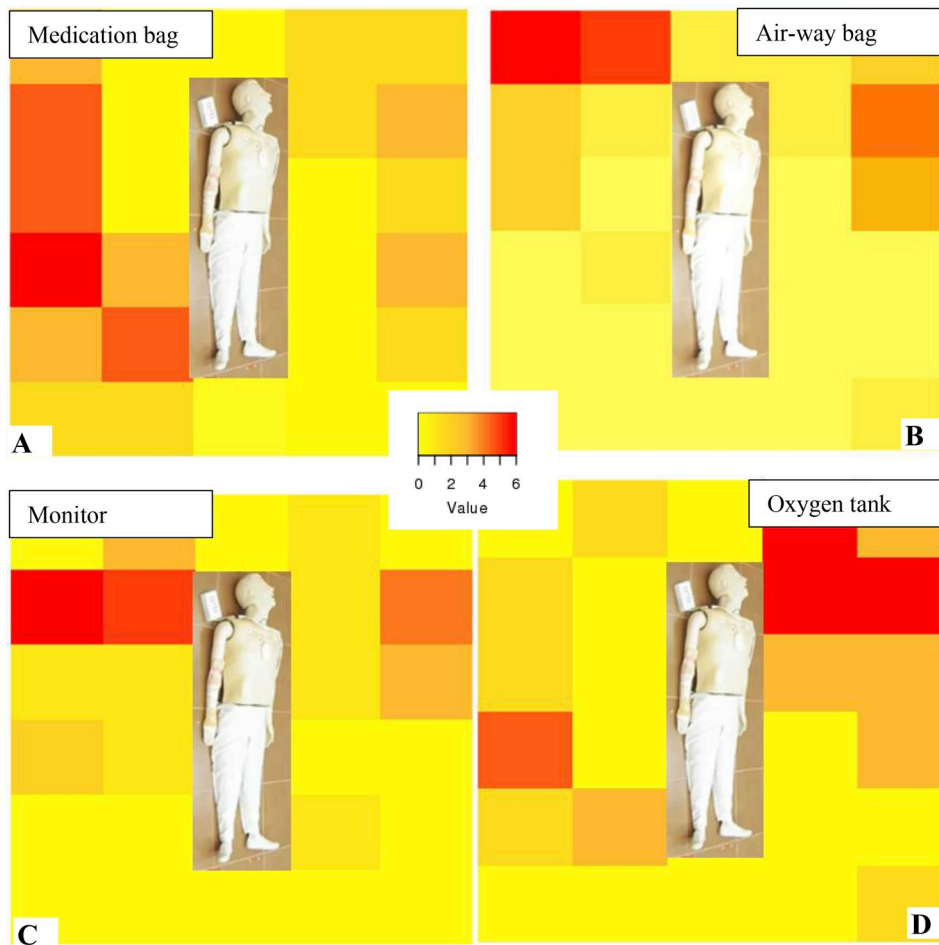 Medication bag
Air-way bag
A
B
0 2 4 6
Value
Monitor
Oxygen tank
C
D